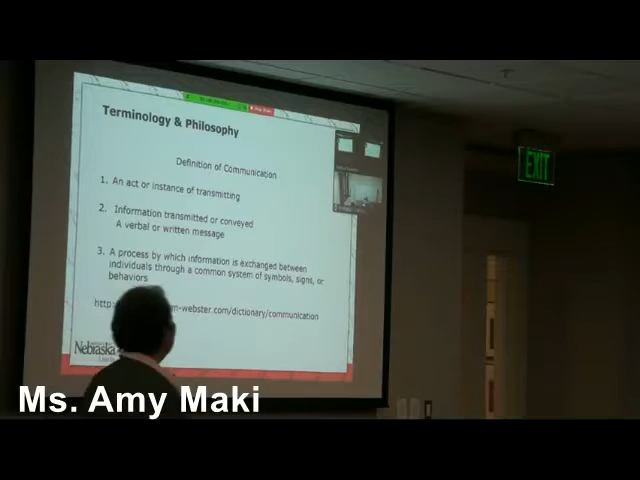 Terminology & Philosophy
Definition of Communication
1. An act or instance of transmitting
2. Information transmitted or conveyed
A verbal or written message
3. A process by which information is exchanged between
individuals through a common system of symbols, signs, or
behaviors
http: m-webster.com/dictionary/communication
Nebraska
EXIT
Ms. Amy Maki